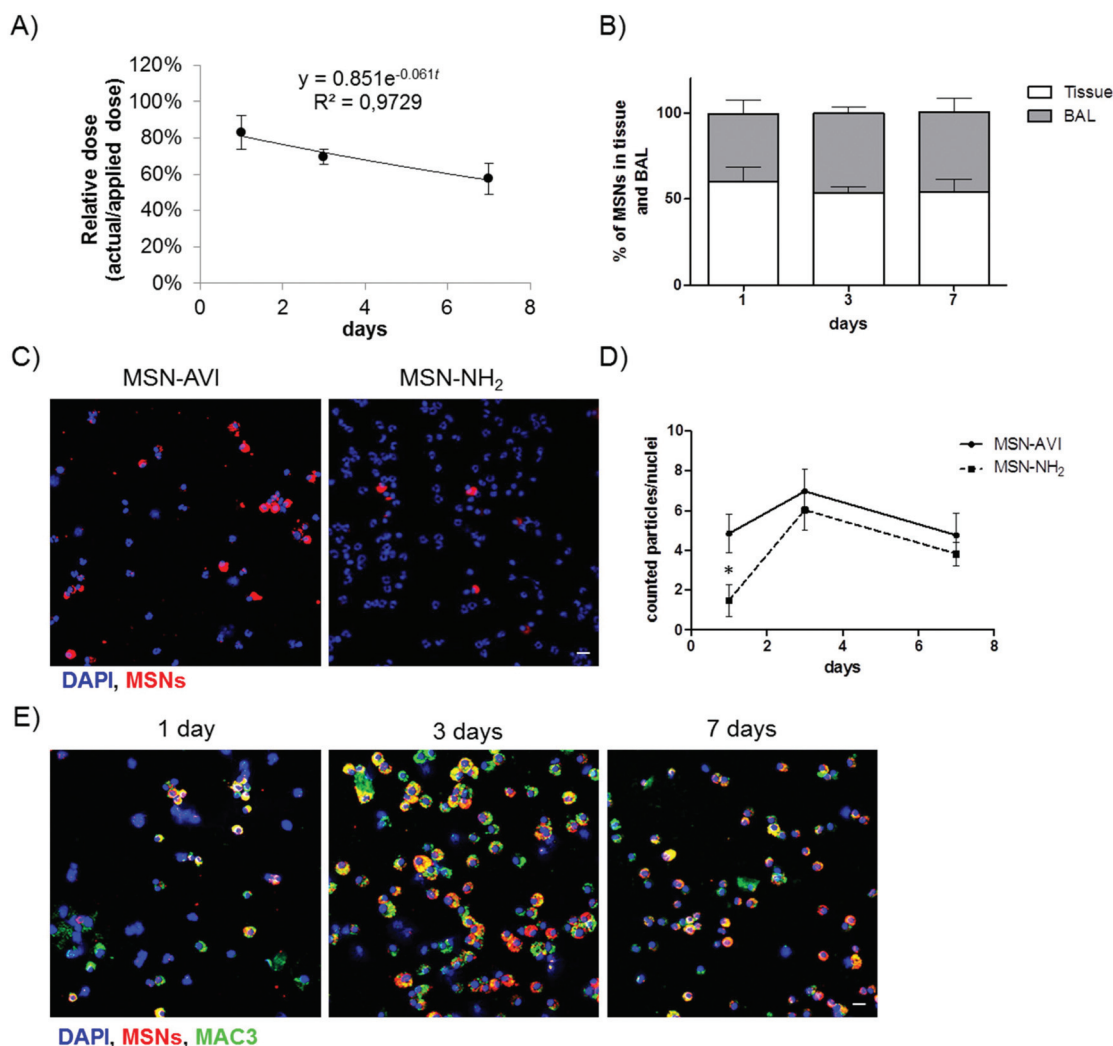 A)
120%
100%
80%
60%
40%
20%
0%
Relative dose
(actual/applied dose)
y = 0.851e^-0.061t
R² = 0,9729
0 2 4 6 8
days
B)
100
50
0
% of MSNs in tissue
and BAL
1 3 7
days
Tissue
BAL
C)
MSN-AVI MSN-NH₂
DAPI, MSNs
D)
10
8
6
4
2
0
counted particles/nuclei
*
0 2 4 6 8
days
MSN-AVI
MSN-NH₂
E)
1 day 3 days 7 days
DAPI, MSNs, MAC3